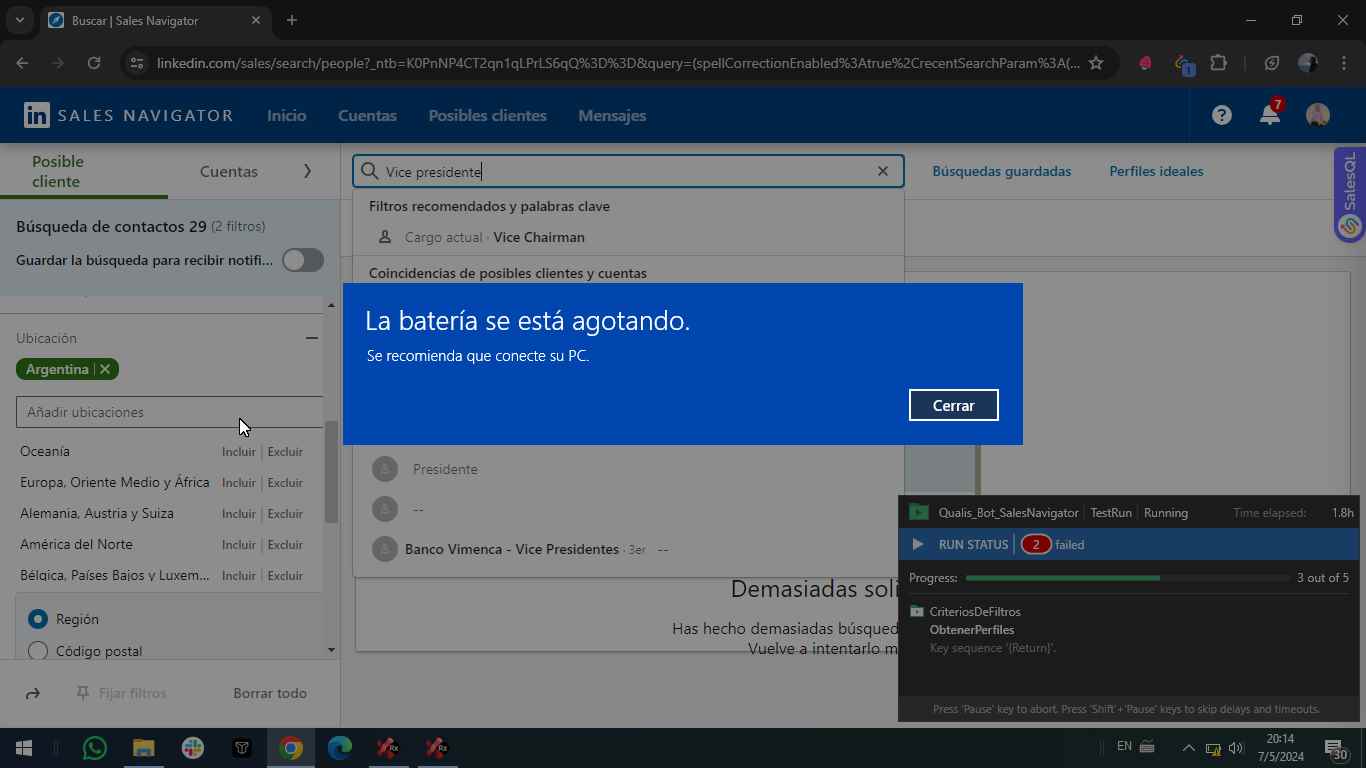 Buscar | Sales Navigator
linkedin.com/sales/search/people?_ntb=K0PnNP4CT2qn1qLPrLS6qQ%3D%3D&query=(spellCorrectionEnabled%3Atrue%2CrecentSearchParam%3A(...
1
in SALES NAVIGATOR
Inicio
Cuentas
Posibles clientes
Mensajes
7
Posible cliente
Cuentas
Vice presidente
Búsquedas guardadas
Perfiles ideales
SalesQL
Filtros recomendados y palabras clave
Cargo actual · Vice Chairman
Coincidencias de posibles clientes y cuentas
Búsqueda de contactos 29 (2 filtros)
Guardar la búsqueda para recibir notifi...
Ubicación
Argentina
Añadir ubicaciones
Oceanía Incluir Excluir
Europa, Oriente Medio y África Incluir Excluir
Alemania, Austria y Suiza Incluir Excluir
América del Norte Incluir Excluir
Bélgica, Países Bajos y Luxem... Incluir Excluir
Región
Código postal
Fijar filtros
Borrar todo
La batería se está agotando.
Se recomienda que conecte su PC.
Cerrar
Presidente
--
Banco Vimenca - Vice Presidentes · 3er --
Demasiadas soli
Has hecho demasiadas búsqued
Vuelve a intentarlo m
Qualis_Bot_SalesNavigator TestRun Running Time elapsed: 1.8h
RUN STATUS 2 failed
Progress: 3 out of 5
CriteriosDeFiltros
ObtenerPerfiles
Key sequence '{Return}'.
Press 'Pause' key to abort. Press 'Shift'+'Pause' keys to skip delays and timeouts.
Rx
Rx
EN
20:14
7/5/2024
30